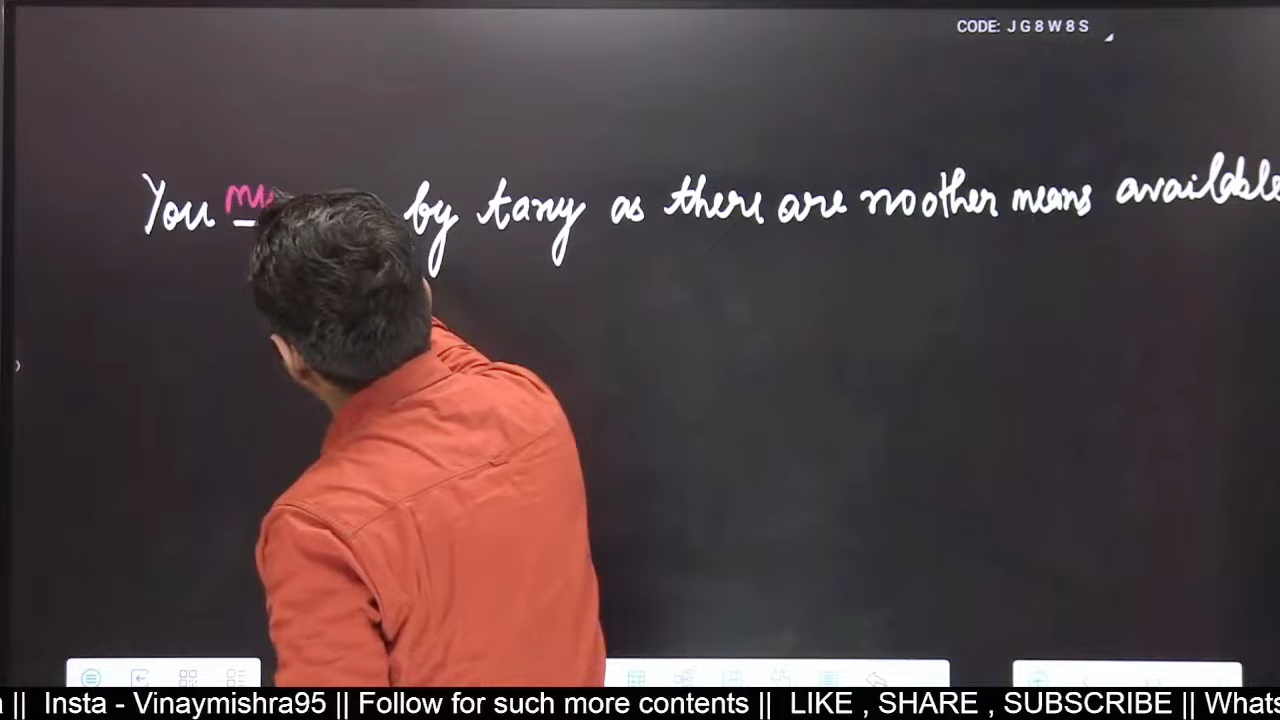 CODE: JG8W8S
You mu by tany as there are no other means available
|| Insta - Vinaymishra95 || Follow for such more contents || LIKE , SHARE , SUBSCRIBE || Whats